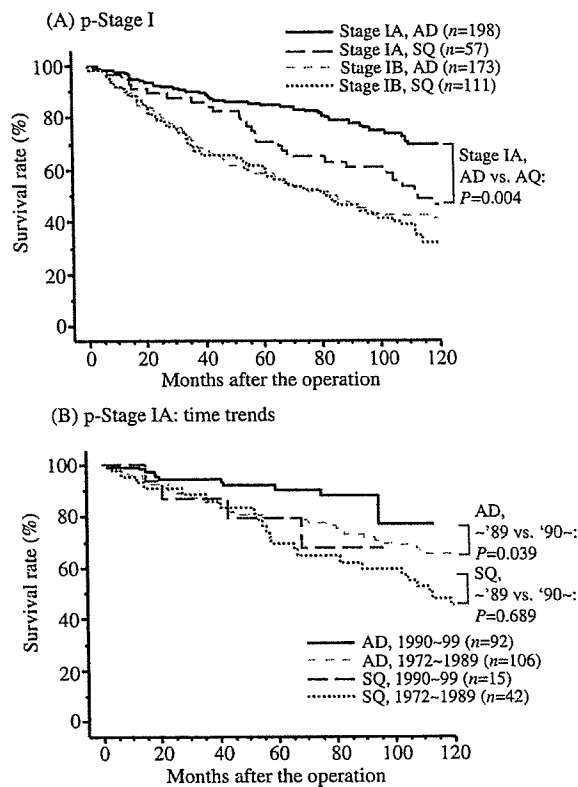 (A) p-Stage I
Stage IA, AD (n=198)
Stage IA, SQ (n=57)
Stage IB, AD (n=173)
Stage IB, SQ (n=111)
100
80
60
40
20
0
Survival rate (%)
Stage IA,
AD vs. AQ:
P=0.004
0 20 40 60 80 100 120
Months after the operation
(B) p-Stage IA: time trends
100
80
60
40
20
0
Survival rate (%)
AD,
~'89 vs. '90~:
P=0.039
SQ,
~'89 vs. '90~:
P=0.689
AD, 1990~99 (n=92)
AD, 1972~1989 (n=106)
SQ, 1990~99 (n=15)
SQ, 1972~1989 (n=42)
0 20 40 60 80 100 120
Months after the operation